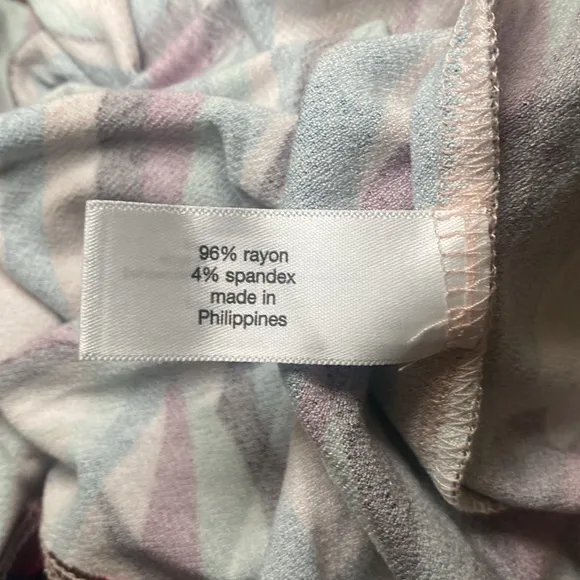 96% rayon
4% spandex
made in
Philippines